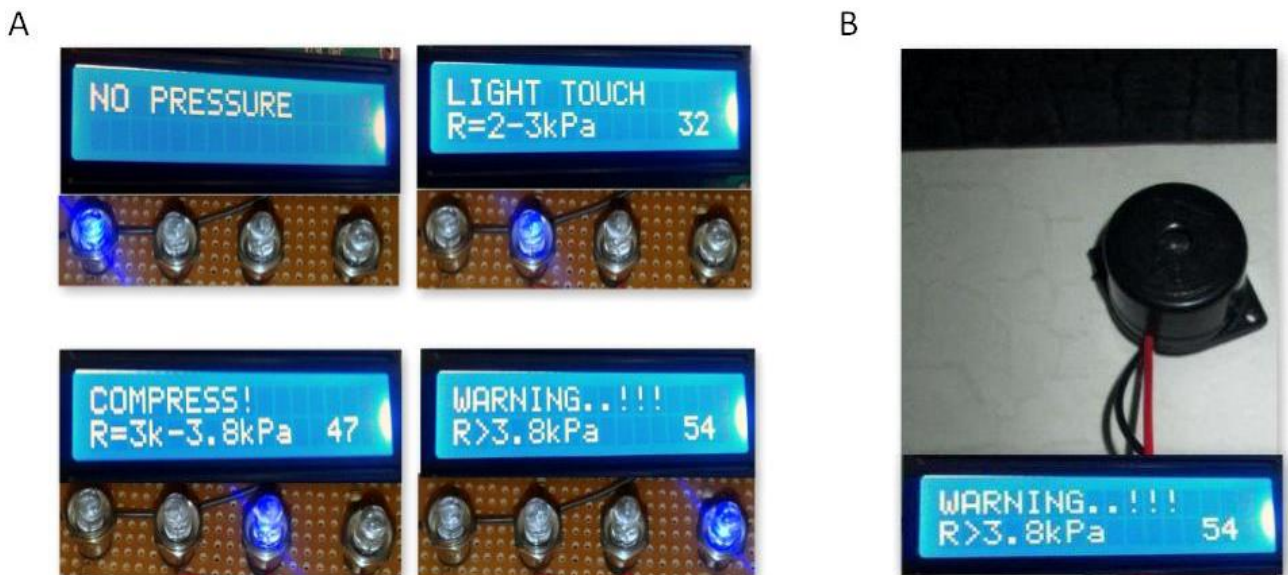 A
B
NO PRESSURE
LIGHT TOUCH
R=2-3kPa 32
COMPRESS!
R=3k-3.8kPa 47
WARNING..!!!
R>3.8kPa 54
WARNING..!!!
R>3.8kPa 54